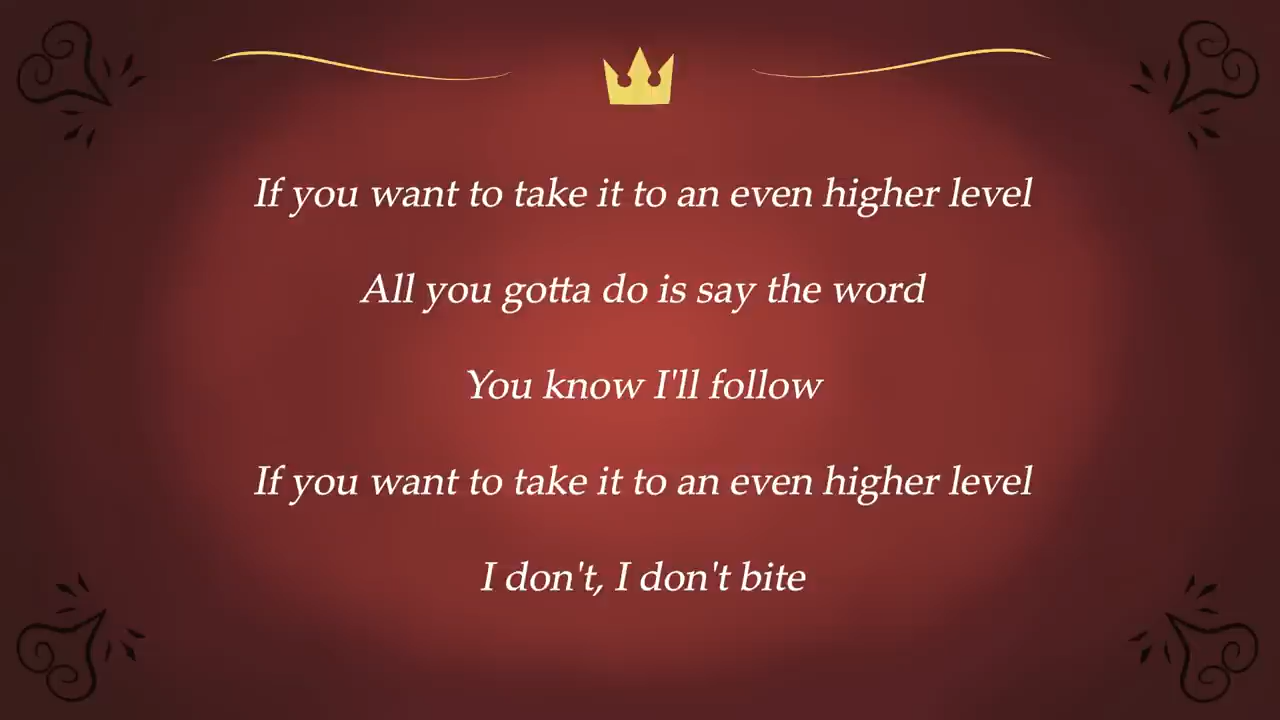 If you want to take it to an even higher level
All you gotta do is say the word
You know I'll follow
If you want to take it to an even higher level
I don't, I don't bite